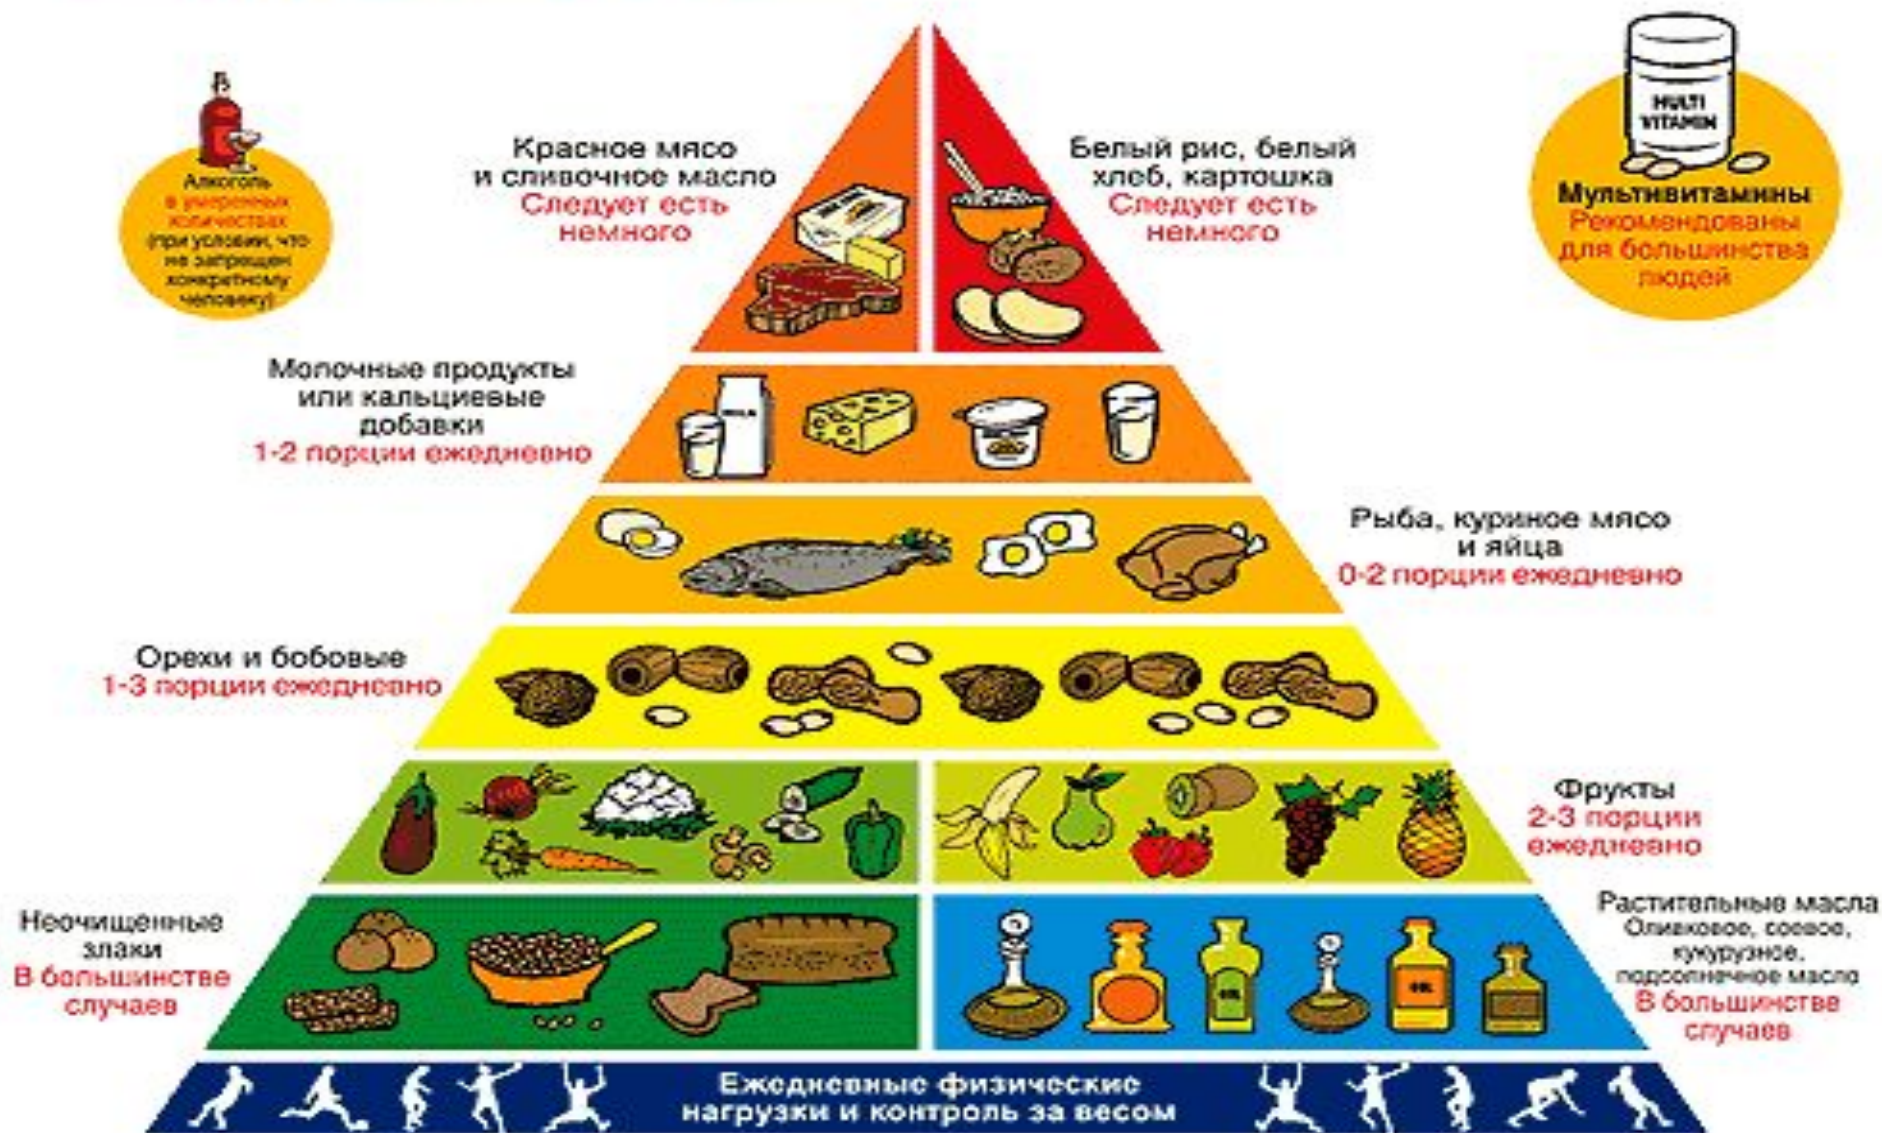 Алкоголь
в умеренных
количествах
(при условии, что
не запрещен
конкретному
человеку)
Красное мясо
и сливочное масло
Следует есть
немного
Белый рис, белый
хлеб, картошка
Следует есть
немного
MULTI
VITAMIN
Мультивитамины
Рекомендованы
для большинства
людей
Молочные продукты
или кальциевые
добавки
1-2 порции ежедневно
MILK
Рыба, куриное мясо
и яйца
0-2 порции ежедневно
Орехи и бобовые
1-3 порции ежедневно
Фрукты
2-3 порции
ежедневно
Неочищенные
злаки
В большинстве
случаев
Растительные масла
Оливковое, соевое,
кукурузное,
подсолнечное масло
В большинстве
случаев
OIL
OIL
Ежедневные физические
нагрузки и контроль за весом